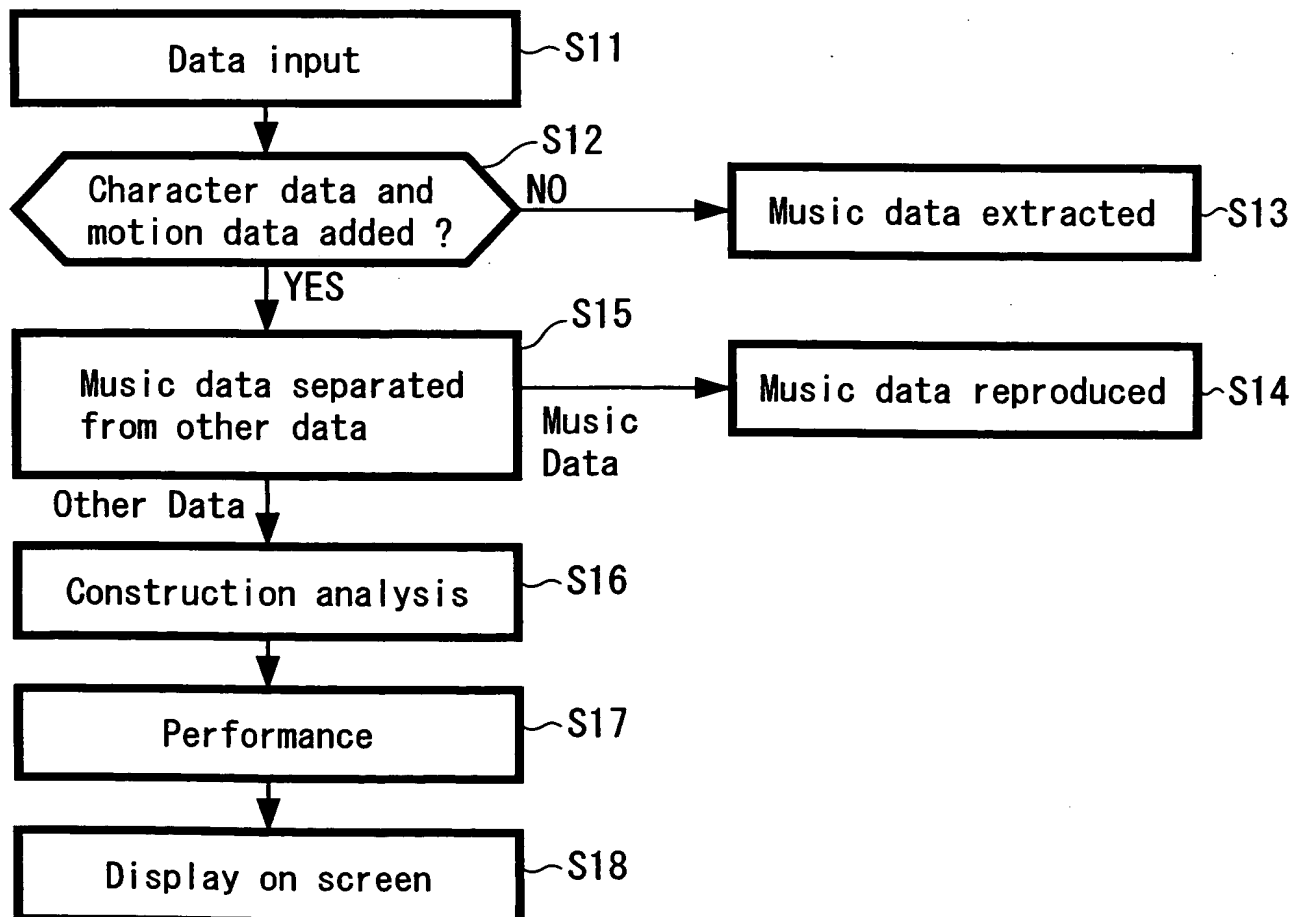 Data input
S11
S12
Character data and
motion data added ?
NO
Music data extracted
S13
YES
S15
Music data separated
from other data
Music
Data
Music data reproduced
S14
Other Data
Construction analysis
S16
Performance
S17
Display on screen
S18